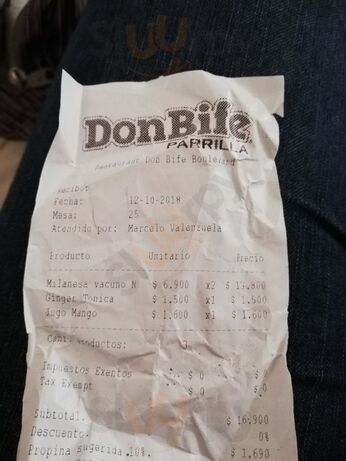 DonBife
PARRILLA
Restaurant Don Bife Boulevard
Recibo:
Fecha: 12-10-2018
Mesa: 25
Atendido por: Marcelo Valenzuela
Producto Unitario Precio
Milanesa vacuno N $ 6.900 x2 $ 13.800
Ginger Tonica $ 1.500 x1 $ 1.500
Jugo Mango $ 1.600 x1 $ 1.600
Cant. Productos: 3
Impuestos Exentos $ 0 $ 0
Tax Exempt $ 0 $ 0
Subtotal: $ 16.900
Descuento: 0%
Propina sugerida 10%. $ 1.690